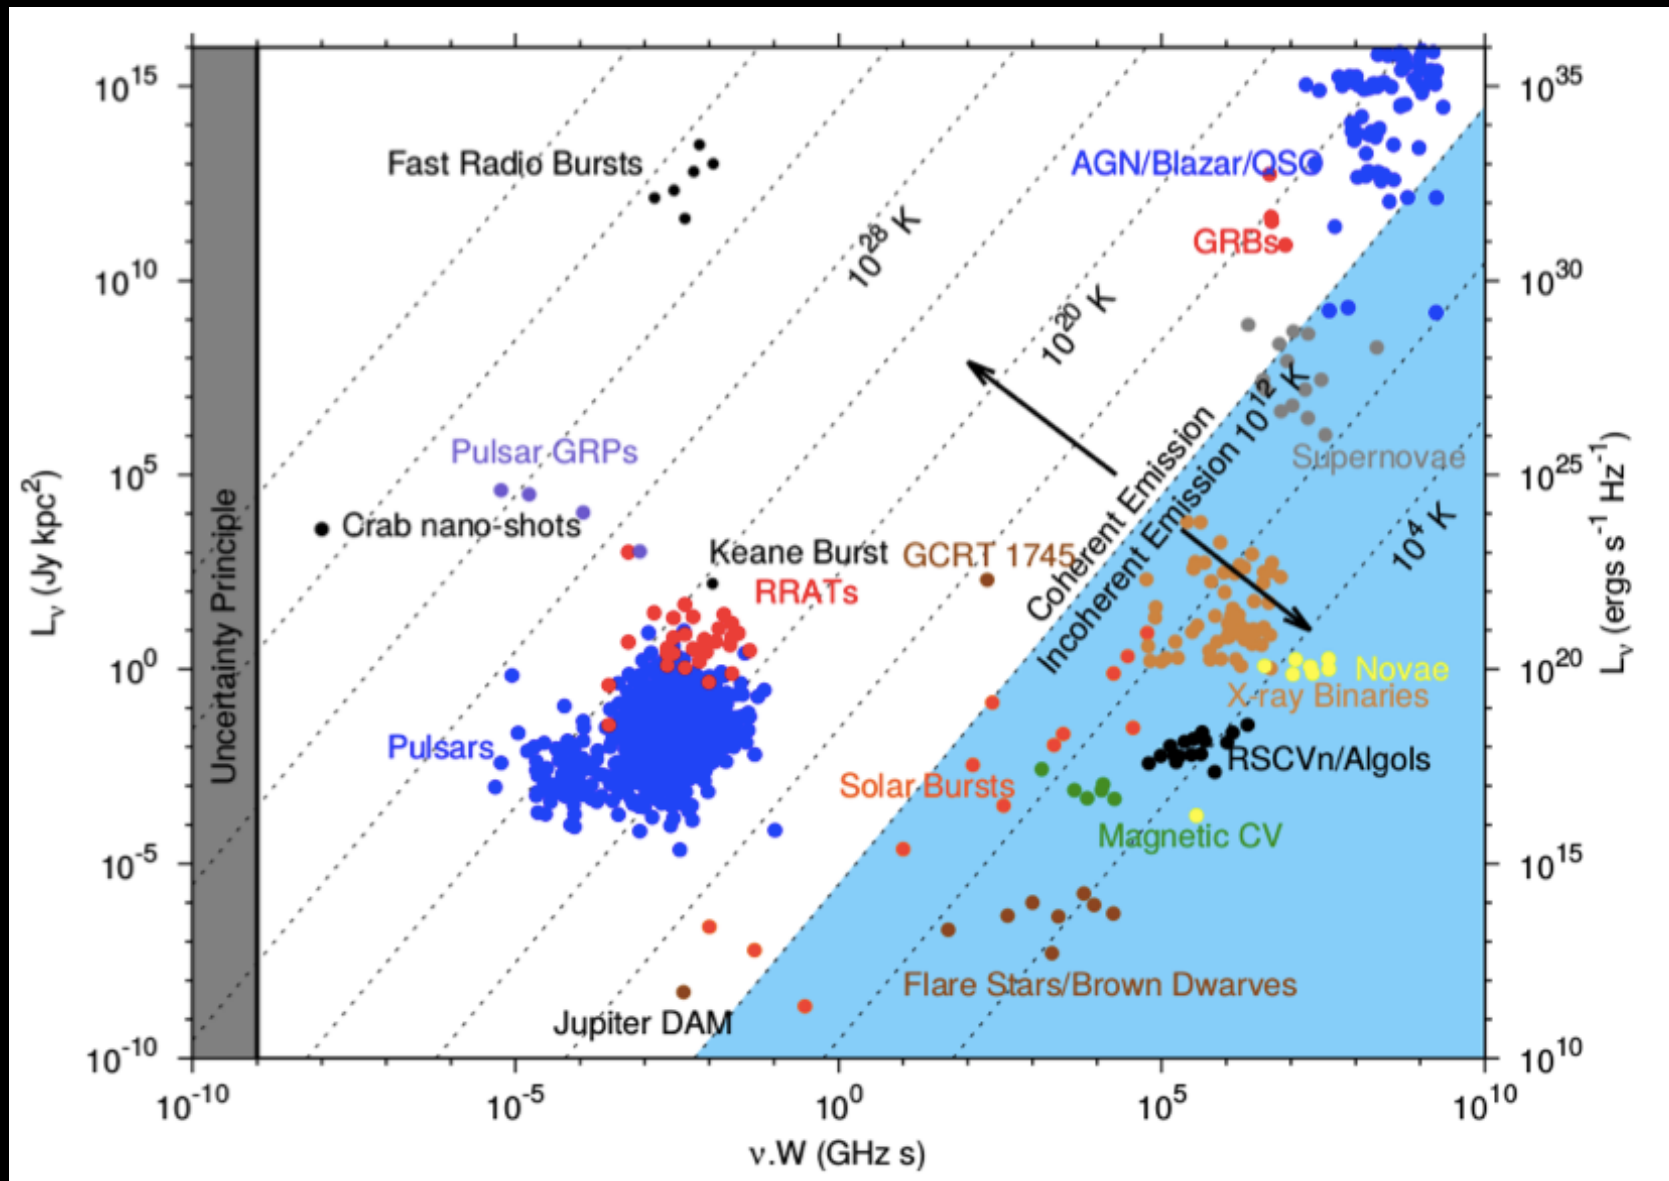 10^15
10^10
10^5
10^0
10^-5
10^-10
L_ν (Jy kpc^2)
10^35
10^30
10^25
10^20
10^15
10^10
L_ν (ergs s^-1 Hz^-1)
10^-10
10^-5
10^0
10^5
10^10
ν.W (GHz s)
Uncertainty Principle
Fast Radio Bursts
AGN/Blazar/QSO
GRBs
10^28 K
10^20 K
10^12 K
10^4 K
Coherent Emission
Incoherent Emission
Supernovae
Pulsar GRPs
Crab nano-shots
Keane Burst
GCRT 1745
RRATs
Novae
X-ray Binaries
Pulsars
RSCVn/Algols
Solar Bursts
Magnetic CV
Flare Stars/Brown Dwarves
Jupiter DAM